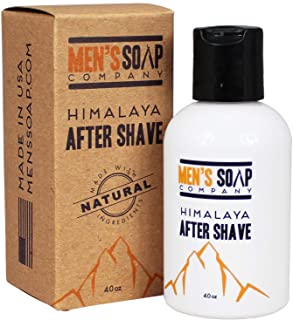 MADE IN USA
MENSSOAP.COM
MEN'S SOAP
COMPANY
HIMALAYA
AFTER SHAVE
MADE WITH
NATURAL
INGREDIENTS
4.0 oz
MEN'S SOAP
COMPANY
HIMALAYA
AFTER SHAVE
4.0 oz